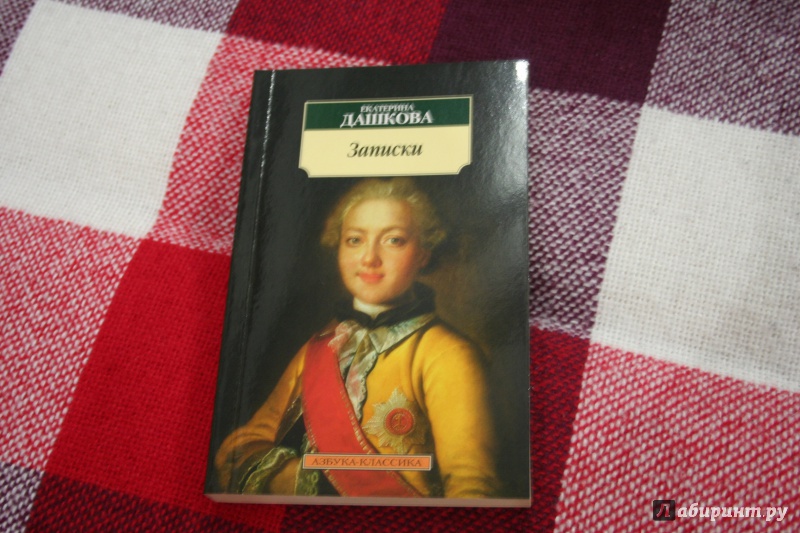 ЕКАТЕРИНА
ДАШКОВА
Записки
АЗБУКА-КЛАССИКА
Лабиринт.ру